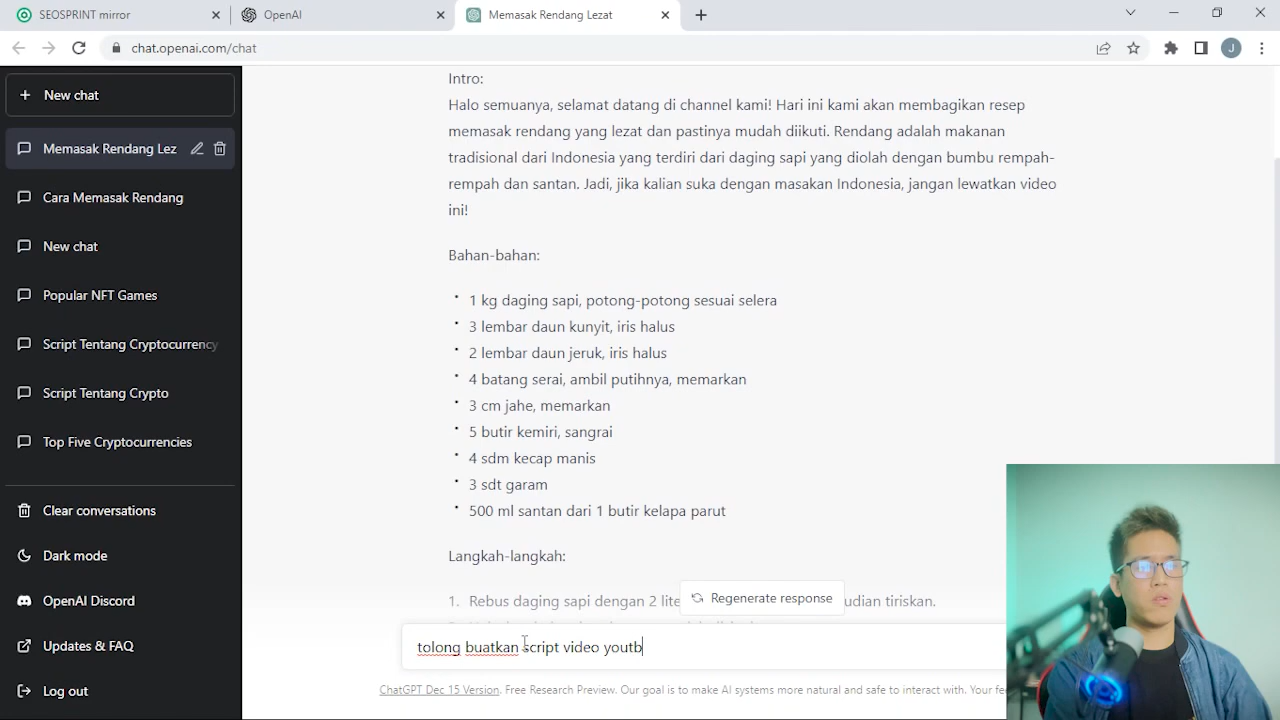 SEOSPRINT mirror
OpenAI
Memasak Rendang Lezat
chat.openai.com/chat
J
New chat
Memasak Rendang Lez
Cara Memasak Rendang
New chat
Popular NFT Games
Script Tentang Cryptocurrency
Script Tentang Crypto
Top Five Cryptocurrencies
Clear conversations
Dark mode
OpenAI Discord
Updates & FAQ
Log out
Intro:
Halo semuanya, selamat datang di channel kami! Hari ini kami akan membagikan resep
memasak rendang yang lezat dan pastinya mudah diikuti. Rendang adalah makanan
tradisional dari Indonesia yang terdiri dari daging sapi yang diolah dengan bumbu rempah-
rempah dan santan. Jadi, jika kalian suka dengan masakan Indonesia, jangan lewatkan video
ini!
Bahan-bahan:
• 1 kg daging sapi, potong-potong sesuai selera
• 3 lembar daun kunyit, iris halus
• 2 lembar daun jeruk, iris halus
• 4 batang serai, ambil putihnya, memarkan
• 3 cm jahe, memarkan
• 5 butir kemiri, sangrai
• 4 sdm kecap manis
• 3 sdt garam
• 500 ml santan dari 1 butir kelapa parut
Langkah-langkah:
1. Rebus daging sapi dengan 2 lite udian tiriskan.
Regenerate response
tolong buatkan script video youtb
ChatGPT Dec 15 Version. Free Research Preview. Our goal is to make AI systems more natural and safe to interact with. Your fee